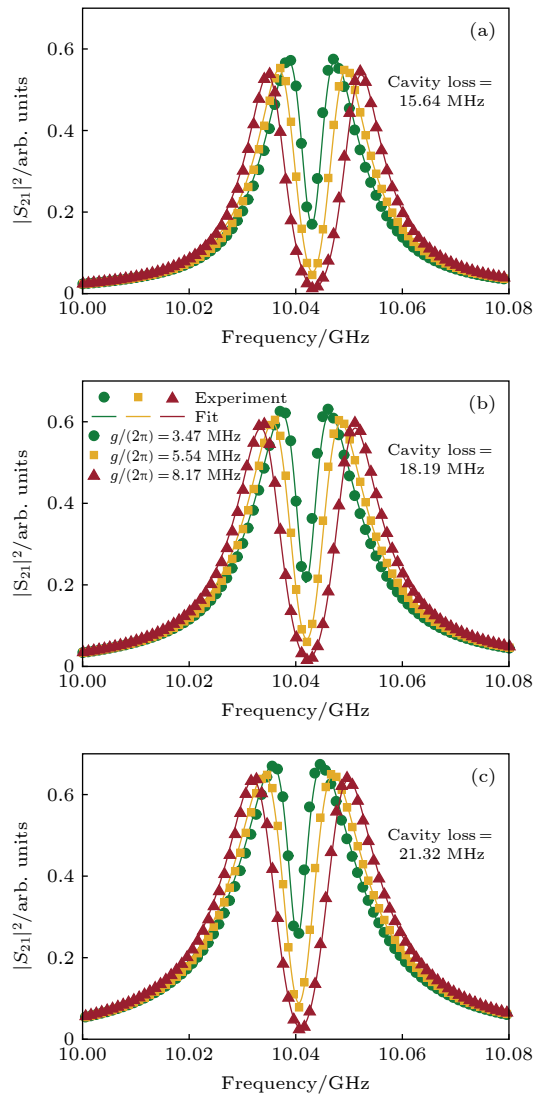 (a)
0.6
Cavity loss =
15.64 MHz
0.4
|S₂₁|²/arb. units
0.2
0
10.00 10.02 10.04 10.06 10.08
Frequency/GHz
(b)
Experiment
0.6
Fit
g/(2π) = 3.47 MHz
Cavity loss =
g/(2π) = 5.54 MHz
18.19 MHz
g/(2π) = 8.17 MHz
0.4
|S₂₁|²/arb. units
0.2
0
10.00 10.02 10.04 10.06 10.08
Frequency/GHz
(c)
0.6
Cavity loss =
21.32 MHz
0.4
|S₂₁|²/arb. units
0.2
0
10.00 10.02 10.04 10.06 10.08
Frequency/GHz